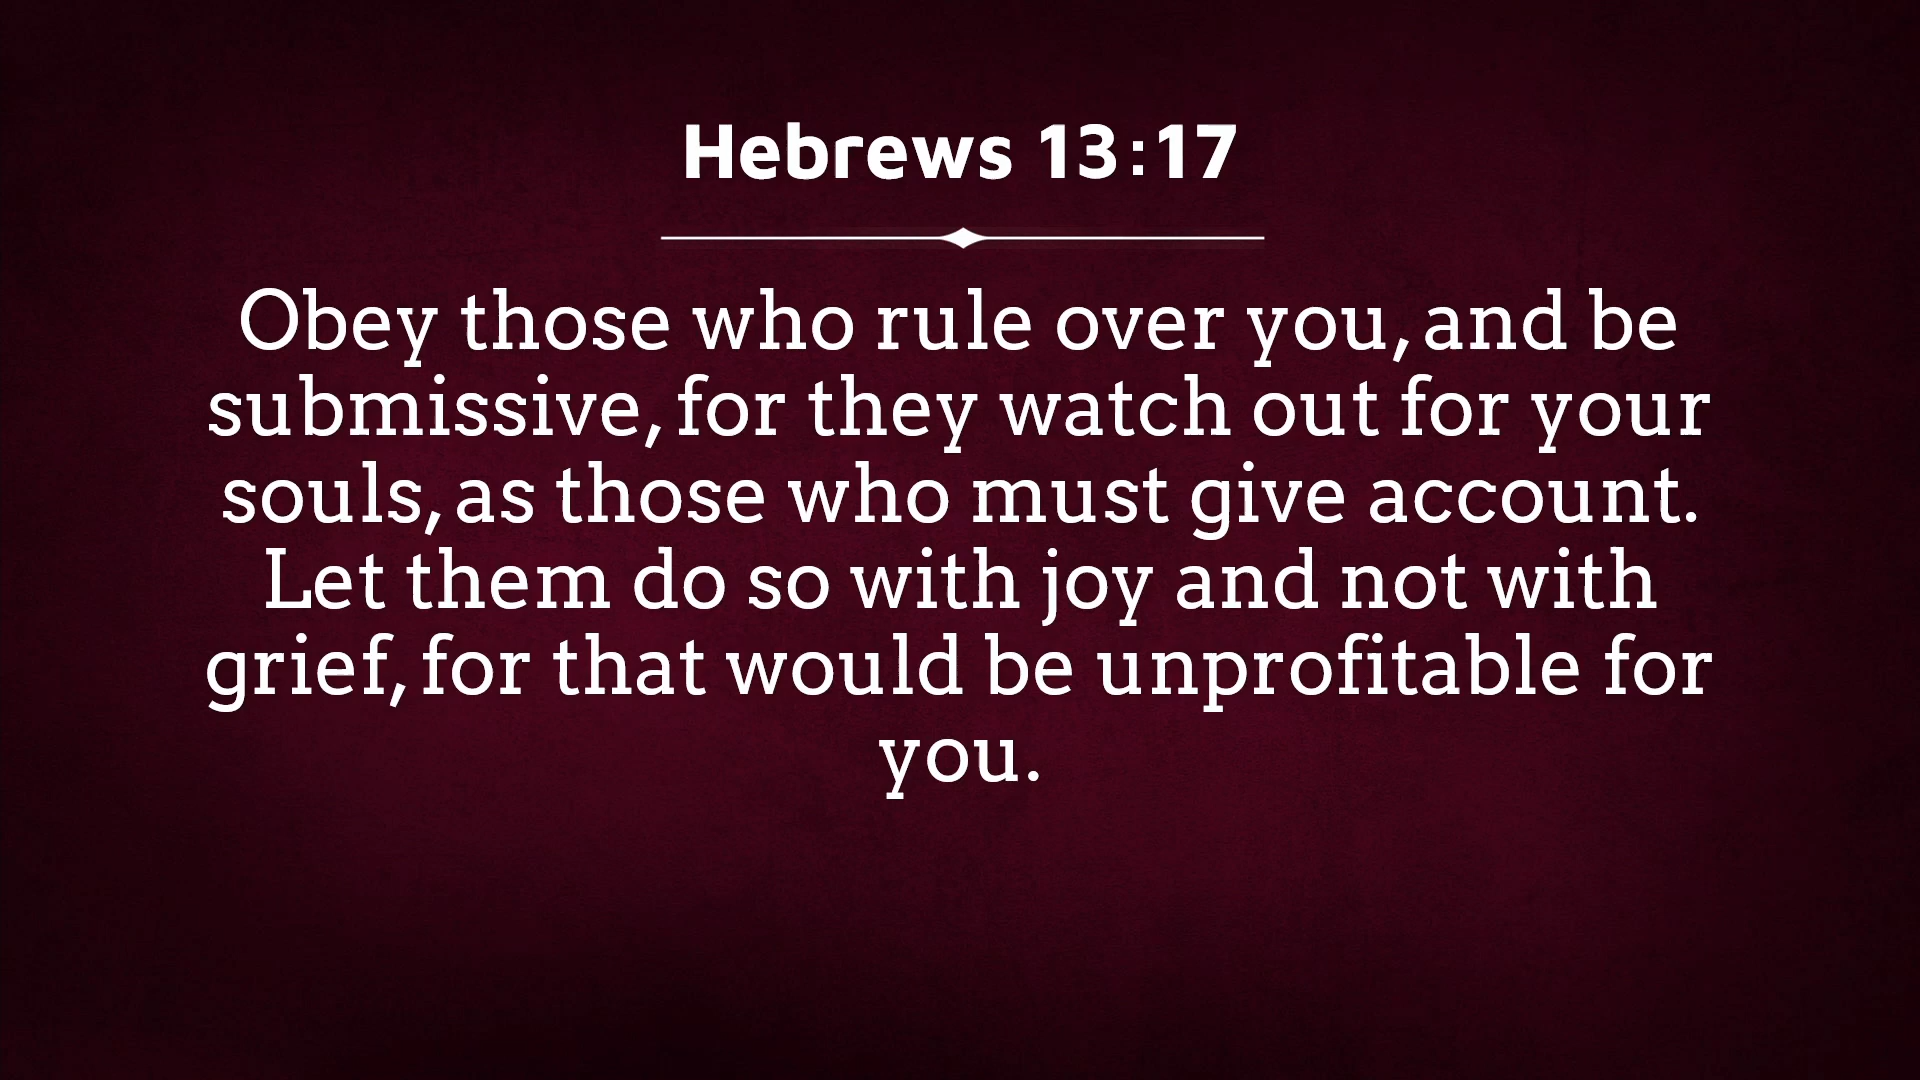 Hebrews 13:17
Obey those who rule over you, and be
submissive, for they watch out for your
souls, as those who must give account.
Let them do so with joy and not with
grief, for that would be unprofitable for
you.